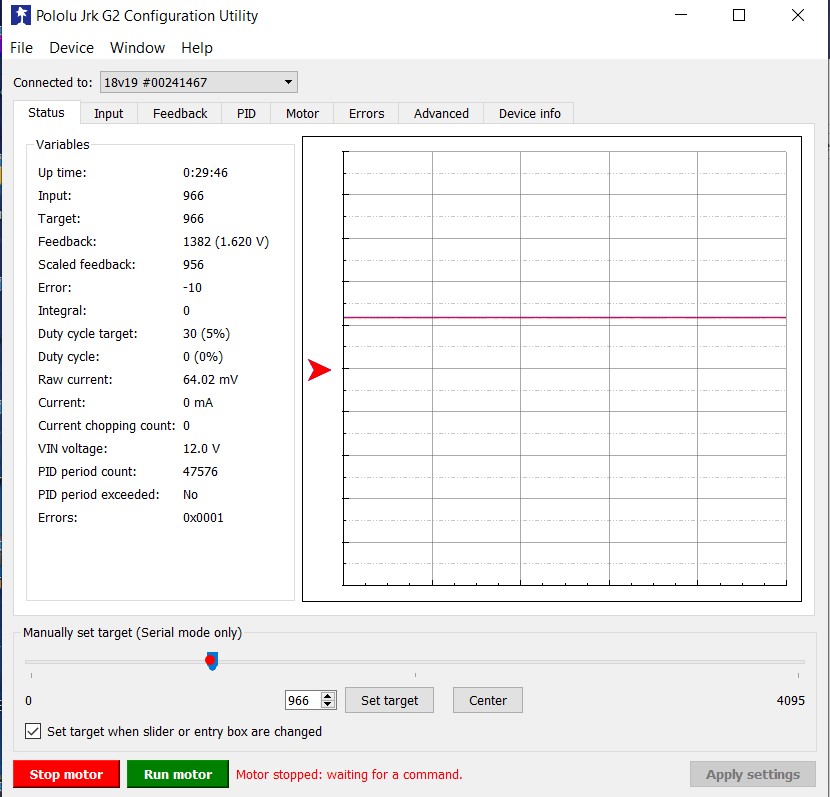 Pololu Jrk G2 Configuration Utility
File Device Window Help
Connected to: 18v19 #00241467
Status Input Feedback PID Motor Errors Advanced Device info
Variables
Up time: 0:29:46
Input: 966
Target: 966
Feedback: 1382 (1.620 V)
Scaled feedback: 956
Error: -10
Integral: 0
Duty cycle target: 30 (5%)
Duty cycle: 0 (0%)
Raw current: 64.02 mV
Current: 0 mA
Current chopping count: 0
VIN voltage: 12.0 V
PID period count: 47576
PID period exceeded: No
Errors: 0x0001
Manually set target (Serial mode only)
0 966 Set target Center 4095
Set target when slider or entry box are changed
Stop motor Run motor Motor stopped: waiting for a command. Apply settings